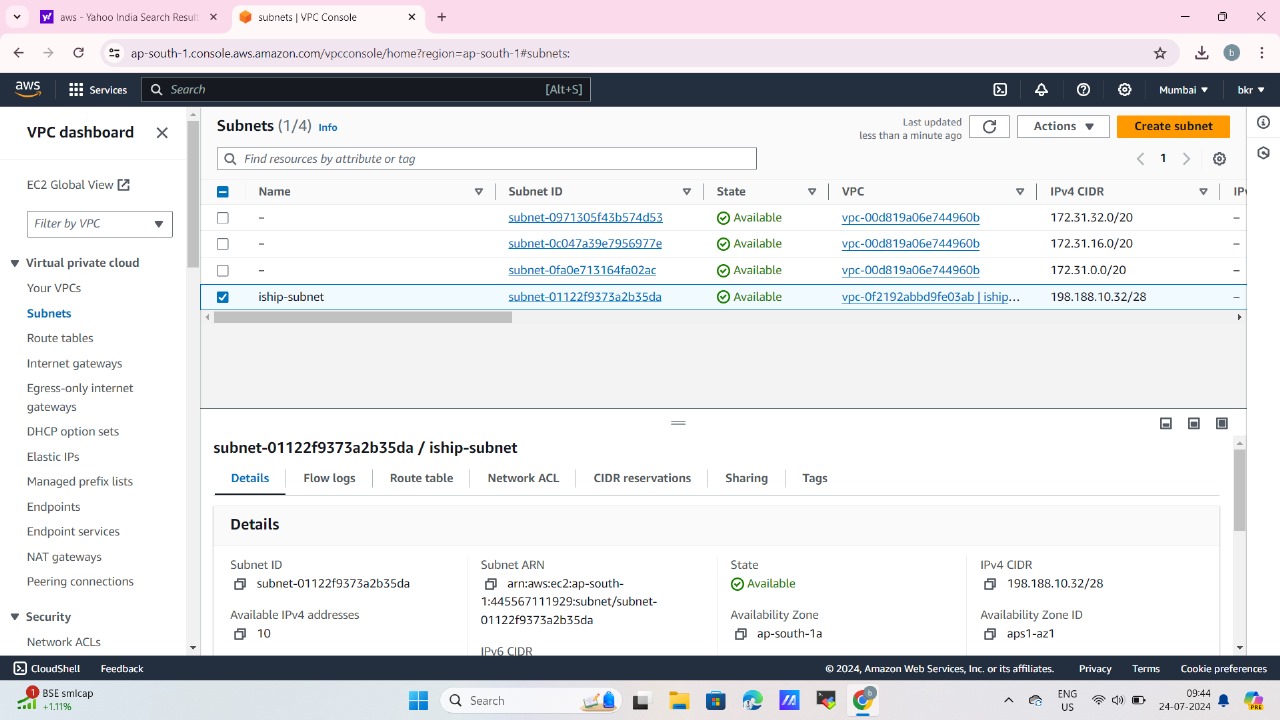 aws - Yahoo India Search Result
subnets | VPC Console
ap-south-1.console.aws.amazon.com/vpcconsole/home?region=ap-south-1#subnets:
b
aws
Services
Search
[Alt+S]
Mumbai
bkr
VPC dashboard
EC2 Global View
Filter by VPC
Virtual private cloud
Your VPCs
Subnets
Route tables
Internet gateways
Egress-only internet
gateways
DHCP option sets
Elastic IPs
Managed prefix lists
Endpoints
Endpoint services
NAT gateways
Peering connections
Security
Network ACLs
Subnets (1/4) Info
Last updated
less than a minute ago
Actions
Create subnet
Find resources by attribute or tag
1
Name Subnet ID State VPC IPv4 CIDR IPv
– subnet-0971305f43b574d53 Available vpc-00d819a06e744960b 172.31.32.0/20 –
– subnet-0c047a39e7956977e Available vpc-00d819a06e744960b 172.31.16.0/20 –
– subnet-0fa0e713164fa02ac Available vpc-00d819a06e744960b 172.31.0.0/20 –
iship-subnet subnet-01122f9373a2b35da Available vpc-0f2192abbd9fe03ab | iship... 198.188.10.32/28 –
subnet-01122f9373a2b35da / iship-subnet
Details Flow logs Route table Network ACL CIDR reservations Sharing Tags
Details
Subnet ID
subnet-01122f9373a2b35da
Available IPv4 addresses
10
Subnet ARN
arn:aws:ec2:ap-south-
1:445567111929:subnet/subnet-
01122f9373a2b35da
IPv6 CIDR
State
Available
Availability Zone
ap-south-1a
IPv4 CIDR
198.188.10.32/28
Availability Zone ID
aps1-az1
CloudShell Feedback
© 2024, Amazon Web Services, Inc. or its affiliates. Privacy Terms Cookie preferences
1
BSE smlcap
+1.11%
Search
b
ENG
US
09:44
24-07-2024
PRE